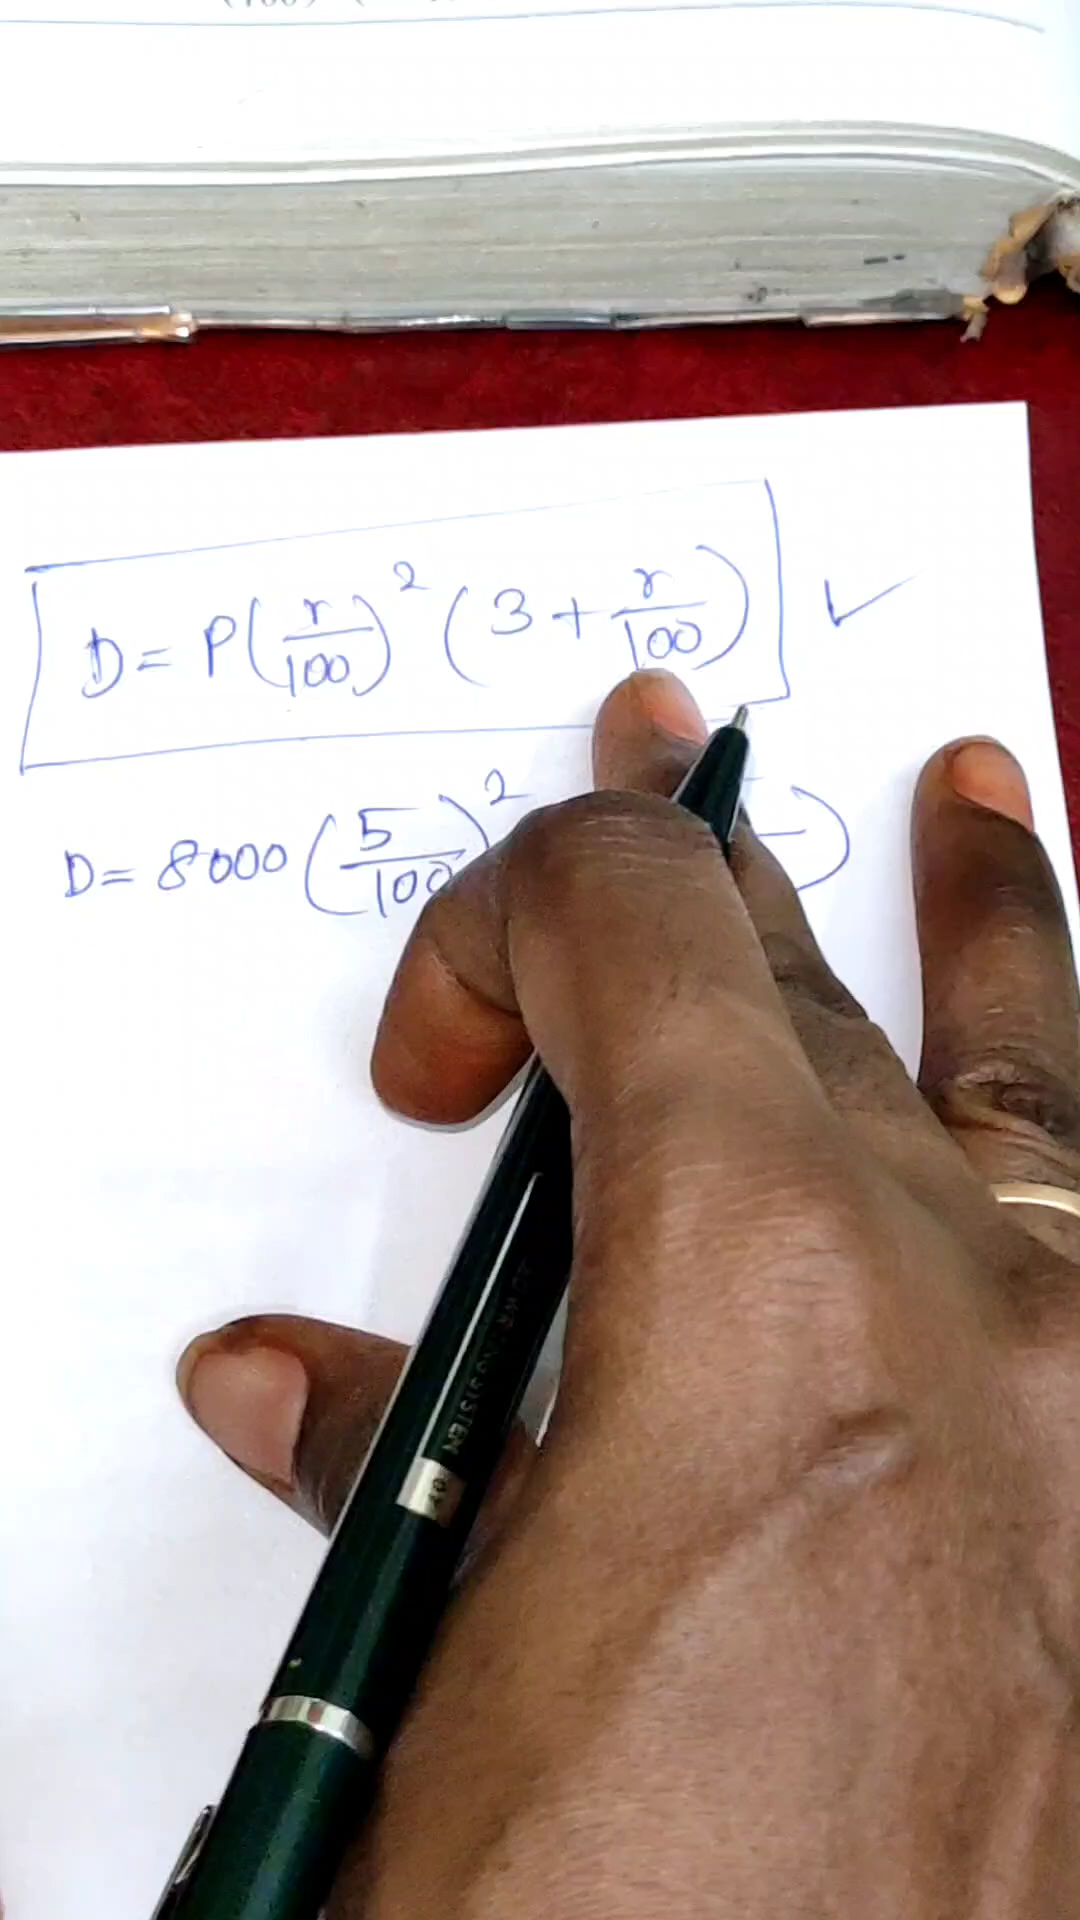 D = P(r/100)² (3 + r/100)
D = 8000 (5/100)²